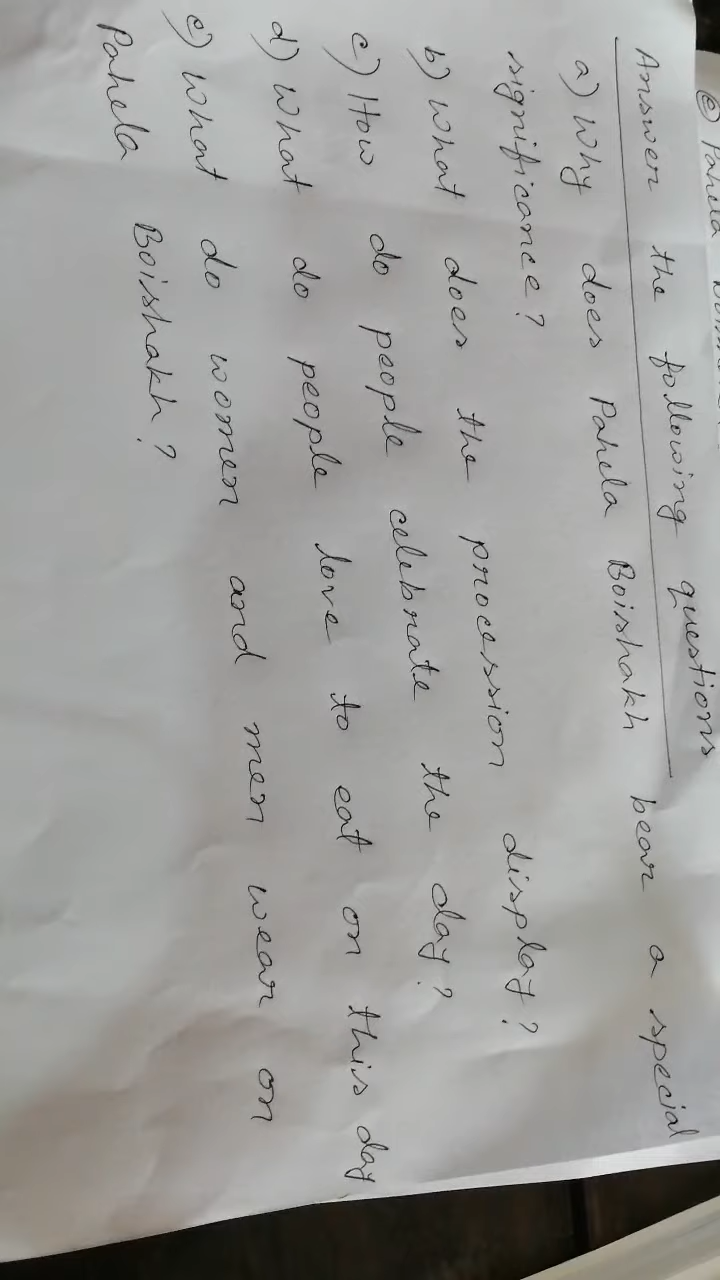 Answer the following questions
a) Why does Pahela Boishakh bear a special
significance?
b) What does the procession display?
c) How do people celebrate the day?
d) What do people love to eat on this day
e) What do women and men wear on
Pahela Boishakh?